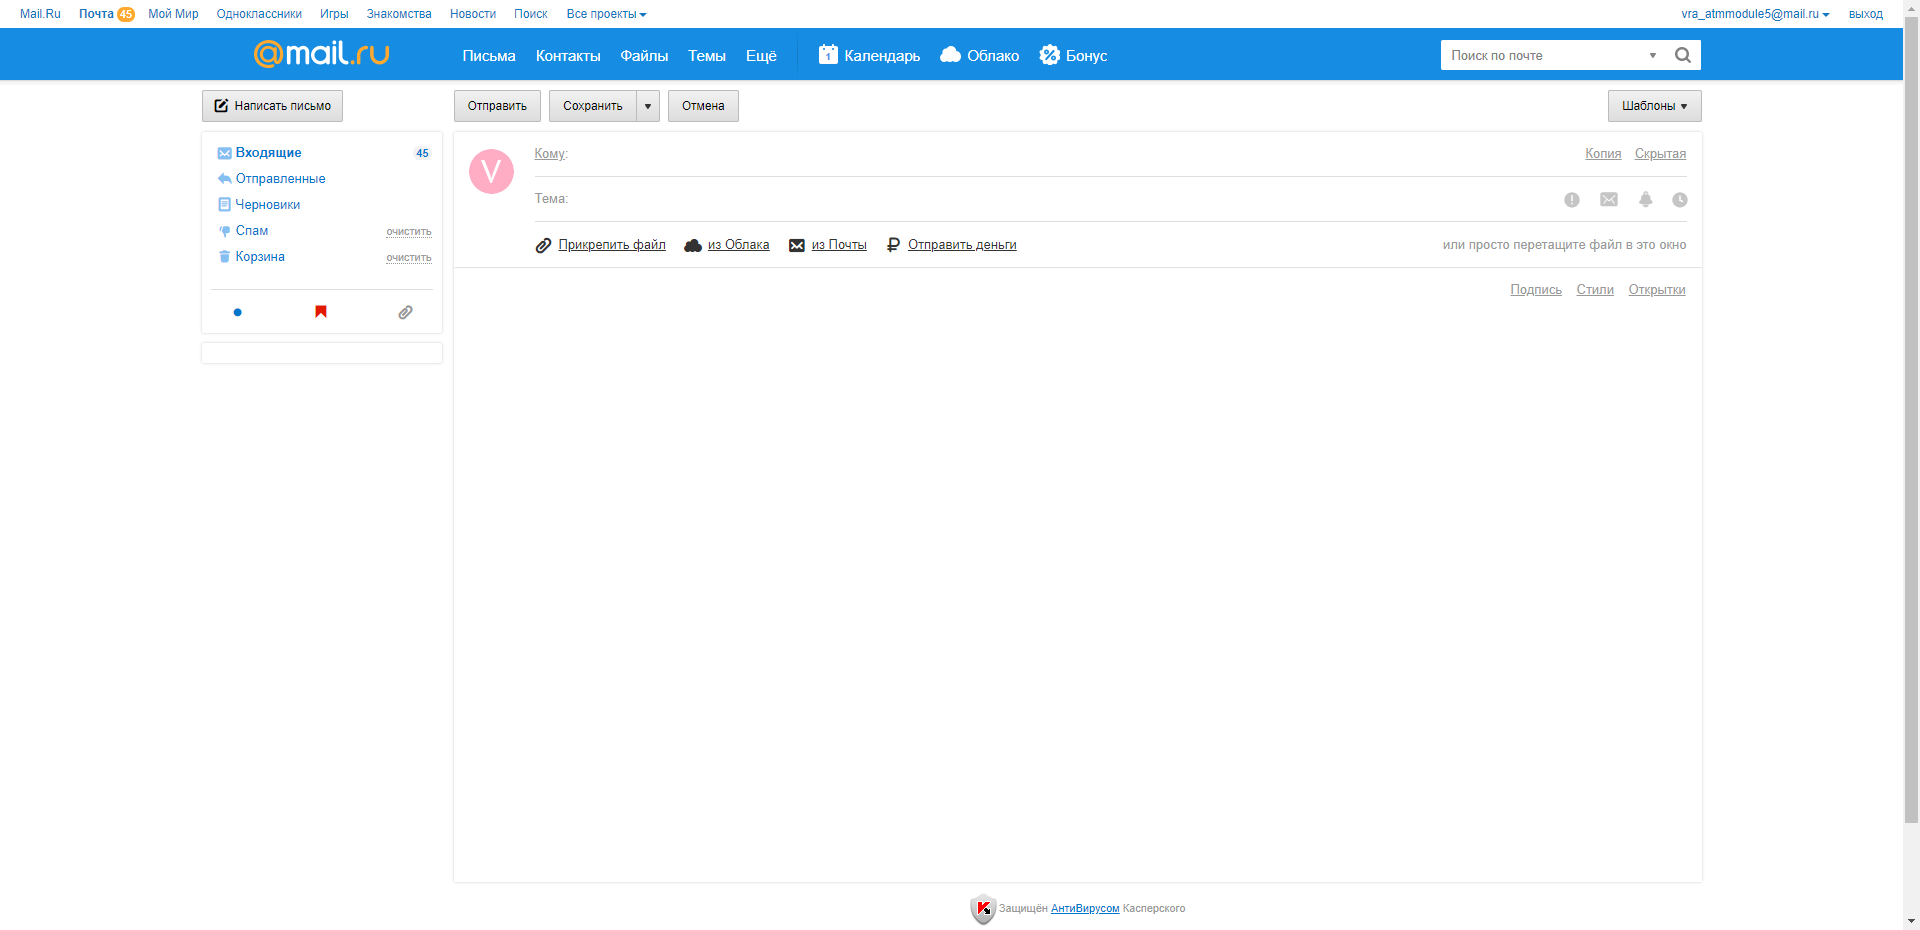 Mail.Ru Почта 45 Мой Мир Одноклассники Игры Знакомства Новости Поиск Все проекты vra_atmmodule5@mail.ru выход
@mail.ru Письма Контакты Файлы Темы Ещё 1 Календарь Облако Бонус Поиск по почте
Написать письмо Отправить Сохранить Отмена Шаблоны
Входящие 45
Отправленные
Черновики
Спам очистить
Корзина очистить
V
Кому: Копия Скрытая
Тема:
Прикрепить файл из Облака из Почты Отправить деньги или просто перетащите файл в это окно
Подпись Стили Открытки
Защищён АнтиВирусом Касперского